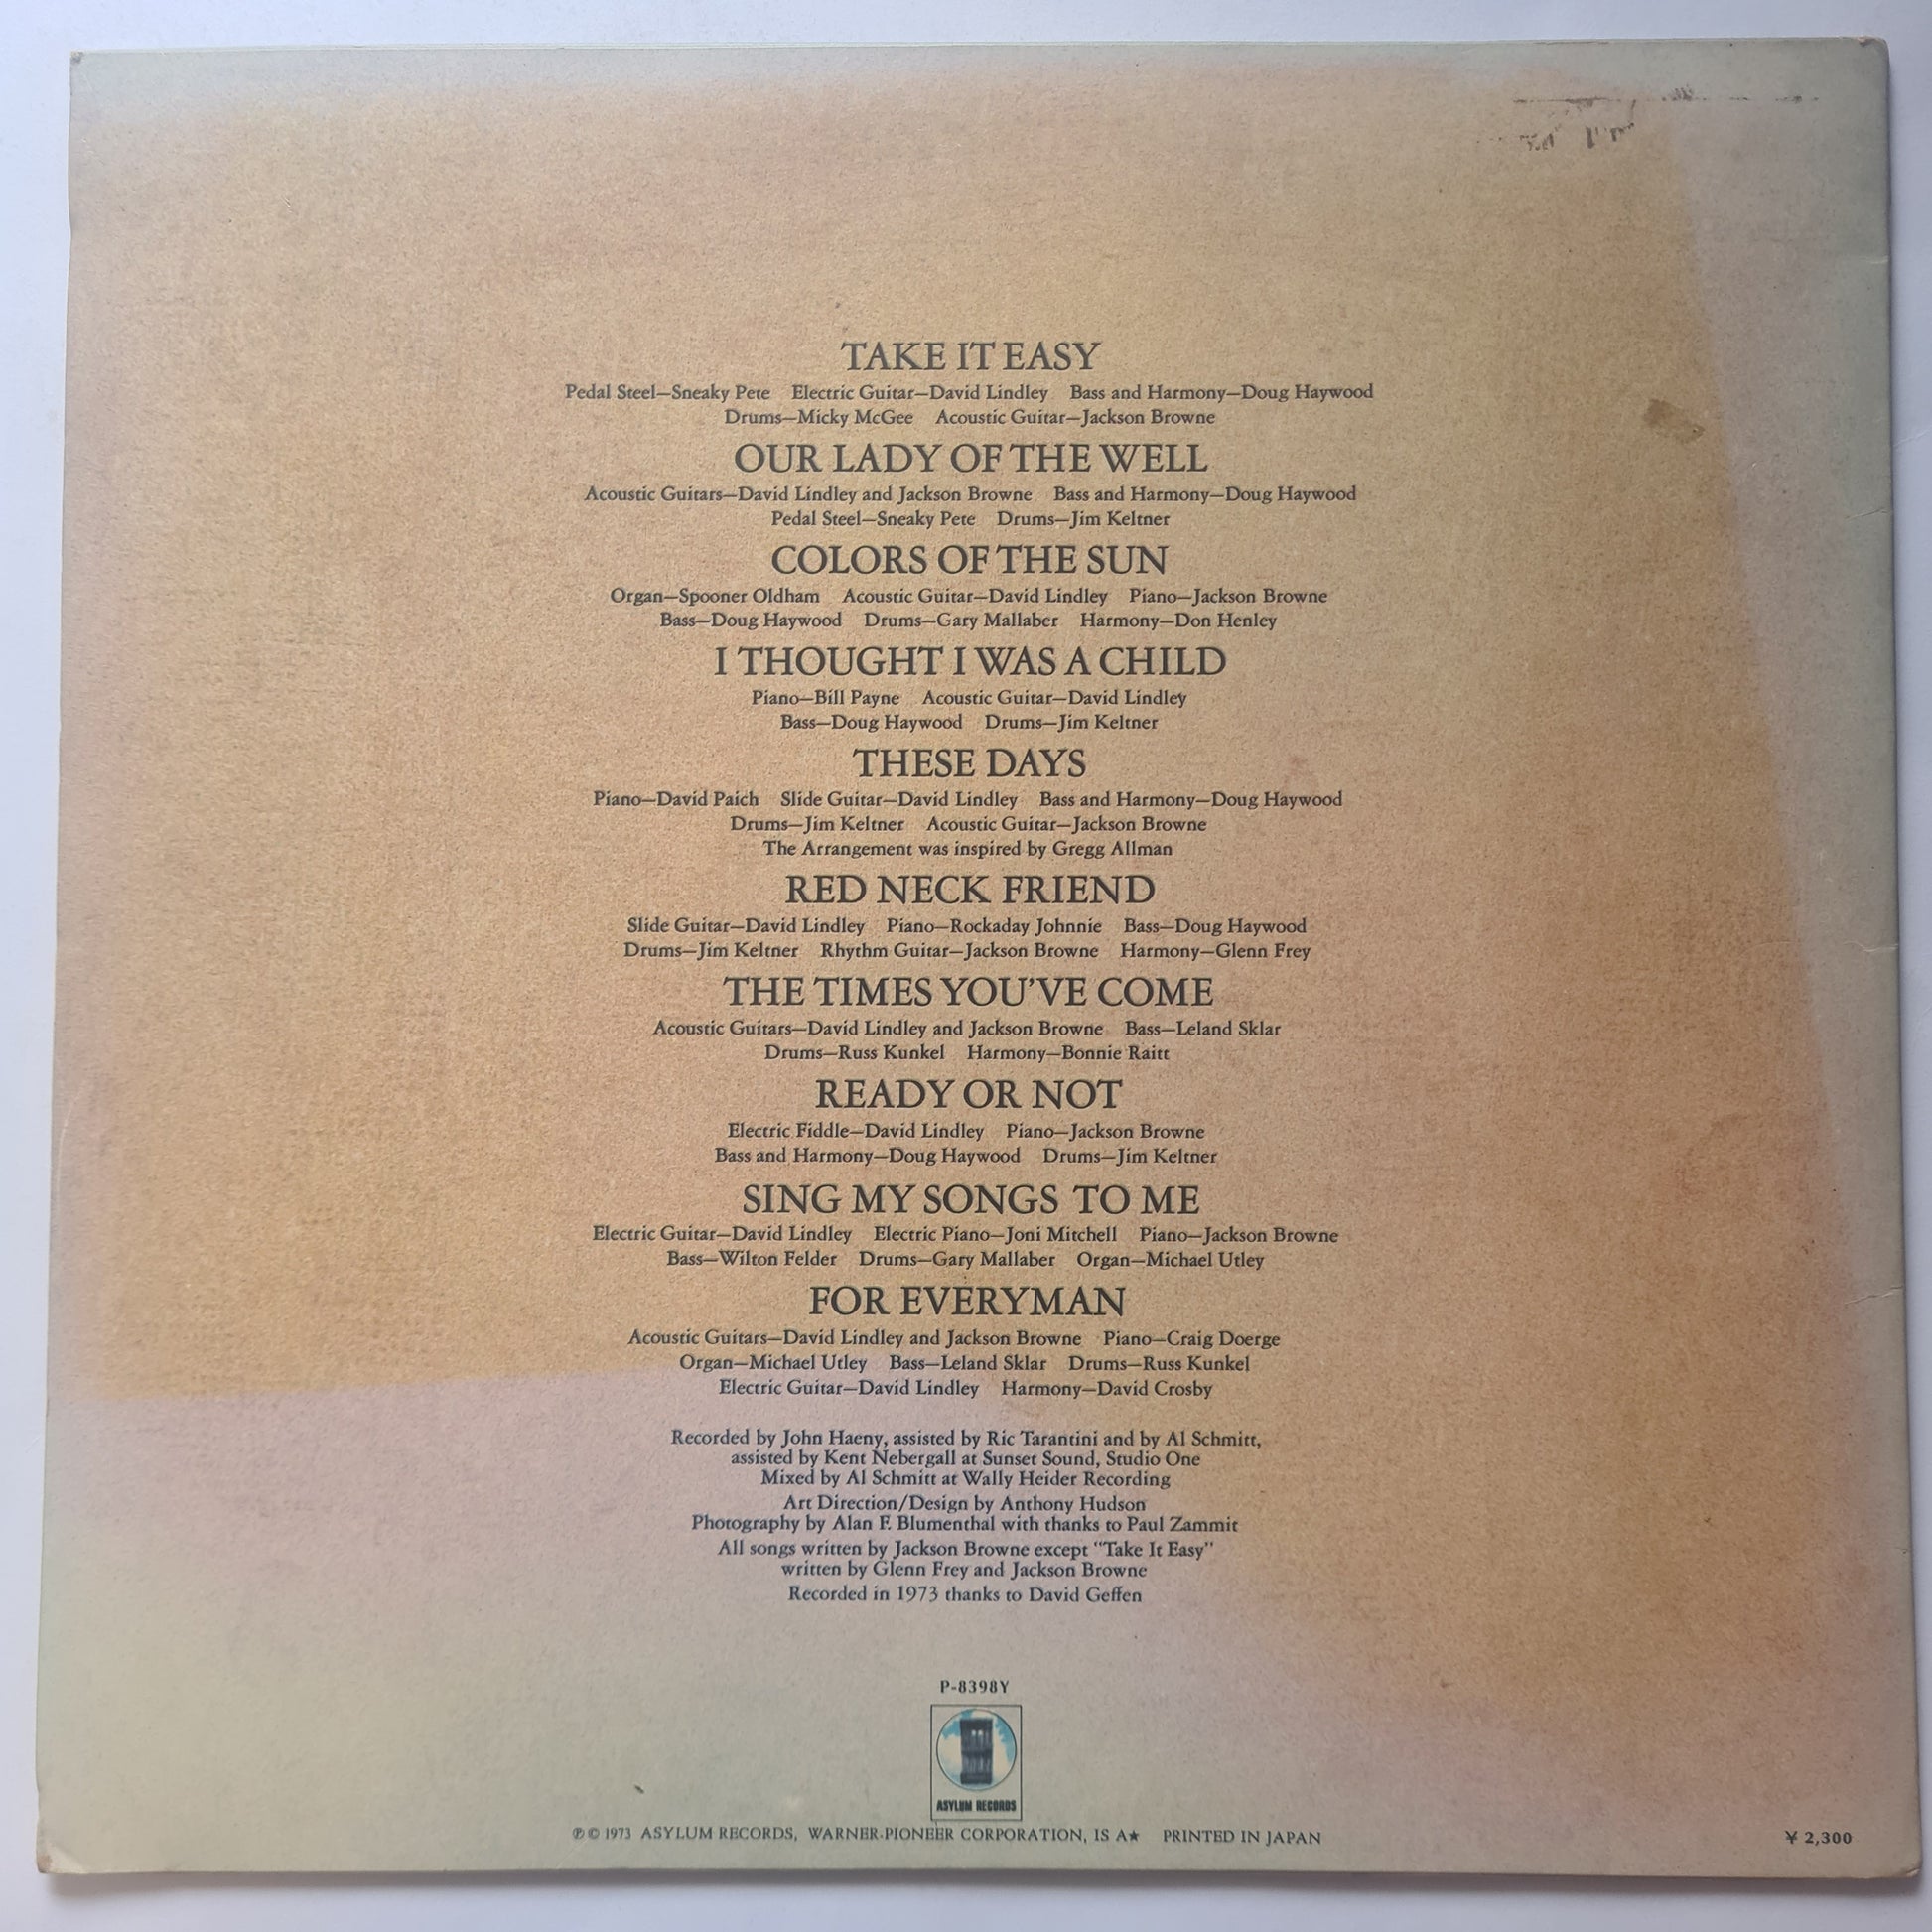 TAKE IT EASY
Pedal Steel—Sneaky Pete Electric Guitar—David Lindley Bass and Harmony—Doug Haywood
Drums—Micky McGee Acoustic Guitar—Jackson Browne
OUR LADY OF THE WELL
Acoustic Guitars—David Lindley and Jackson Browne Bass and Harmony—Doug Haywood
Pedal Steel—Sneaky Pete Drums—Jim Keltner
COLORS OF THE SUN
Organ—Spooner Oldham Acoustic Guitar—David Lindley Piano—Jackson Browne
Bass—Doug Haywood Drums—Gary Mallaber Harmony—Don Henley
I THOUGHT I WAS A CHILD
Piano—Bill Payne Acoustic Guitar—David Lindley
Bass—Doug Haywood Drums—Jim Keltner
THESE DAYS
Piano—David Paich Slide Guitar—David Lindley Bass and Harmony—Doug Haywood
Drums—Jim Keltner Acoustic Guitar—Jackson Browne
The Arrangement was inspired by Gregg Allman
RED NECK FRIEND
Slide Guitar—David Lindley Piano—Rockaday Johnnie Bass—Doug Haywood
Drums—Jim Keltner Rhythm Guitar—Jackson Browne Harmony—Glenn Frey
THE TIMES YOU'VE COME
Acoustic Guitars—David Lindley and Jackson Browne Bass—Leland Sklar
Drums—Russ Kunkel Harmony—Bonnie Raitt
READY OR NOT
Electric Fiddle—David Lindley Piano—Jackson Browne
Bass and Harmony—Doug Haywood Drums—Jim Keltner
SING MY SONGS TO ME
Electric Guitar—David Lindley Electric Piano—Joni Mitchell Piano—Jackson Browne
Bass—Wilton Felder Drums—Gary Mallaber Organ—Michael Utley
FOR EVERYMAN
Acoustic Guitars—David Lindley and Jackson Browne Piano—Craig Doerge
Organ—Michael Utley Bass—Leland Sklar Drums—Russ Kunkel
Electric Guitar—David Lindley Harmony—David Crosby
Recorded by John Haeny, assisted by Ric Tarantini and by Al Schmitt,
assisted by Kent Nebergall at Sunset Sound, Studio One
Mixed by Al Schmitt at Wally Heider Recording
Art Direction/Design by Anthony Hudson
Photography by Alan F. Blumenthal with thanks to Paul Zammit
All songs written by Jackson Browne except "Take It Easy"
written by Glenn Frey and Jackson Browne
Recorded in 1973 thanks to David Geffen
P-8398Y
ASYLUM RECORDS
℗ © 1973 ASYLUM RECORDS, WARNER-PIONEER CORPORATION, IS A★ PRINTED IN JAPAN
¥ 2,300